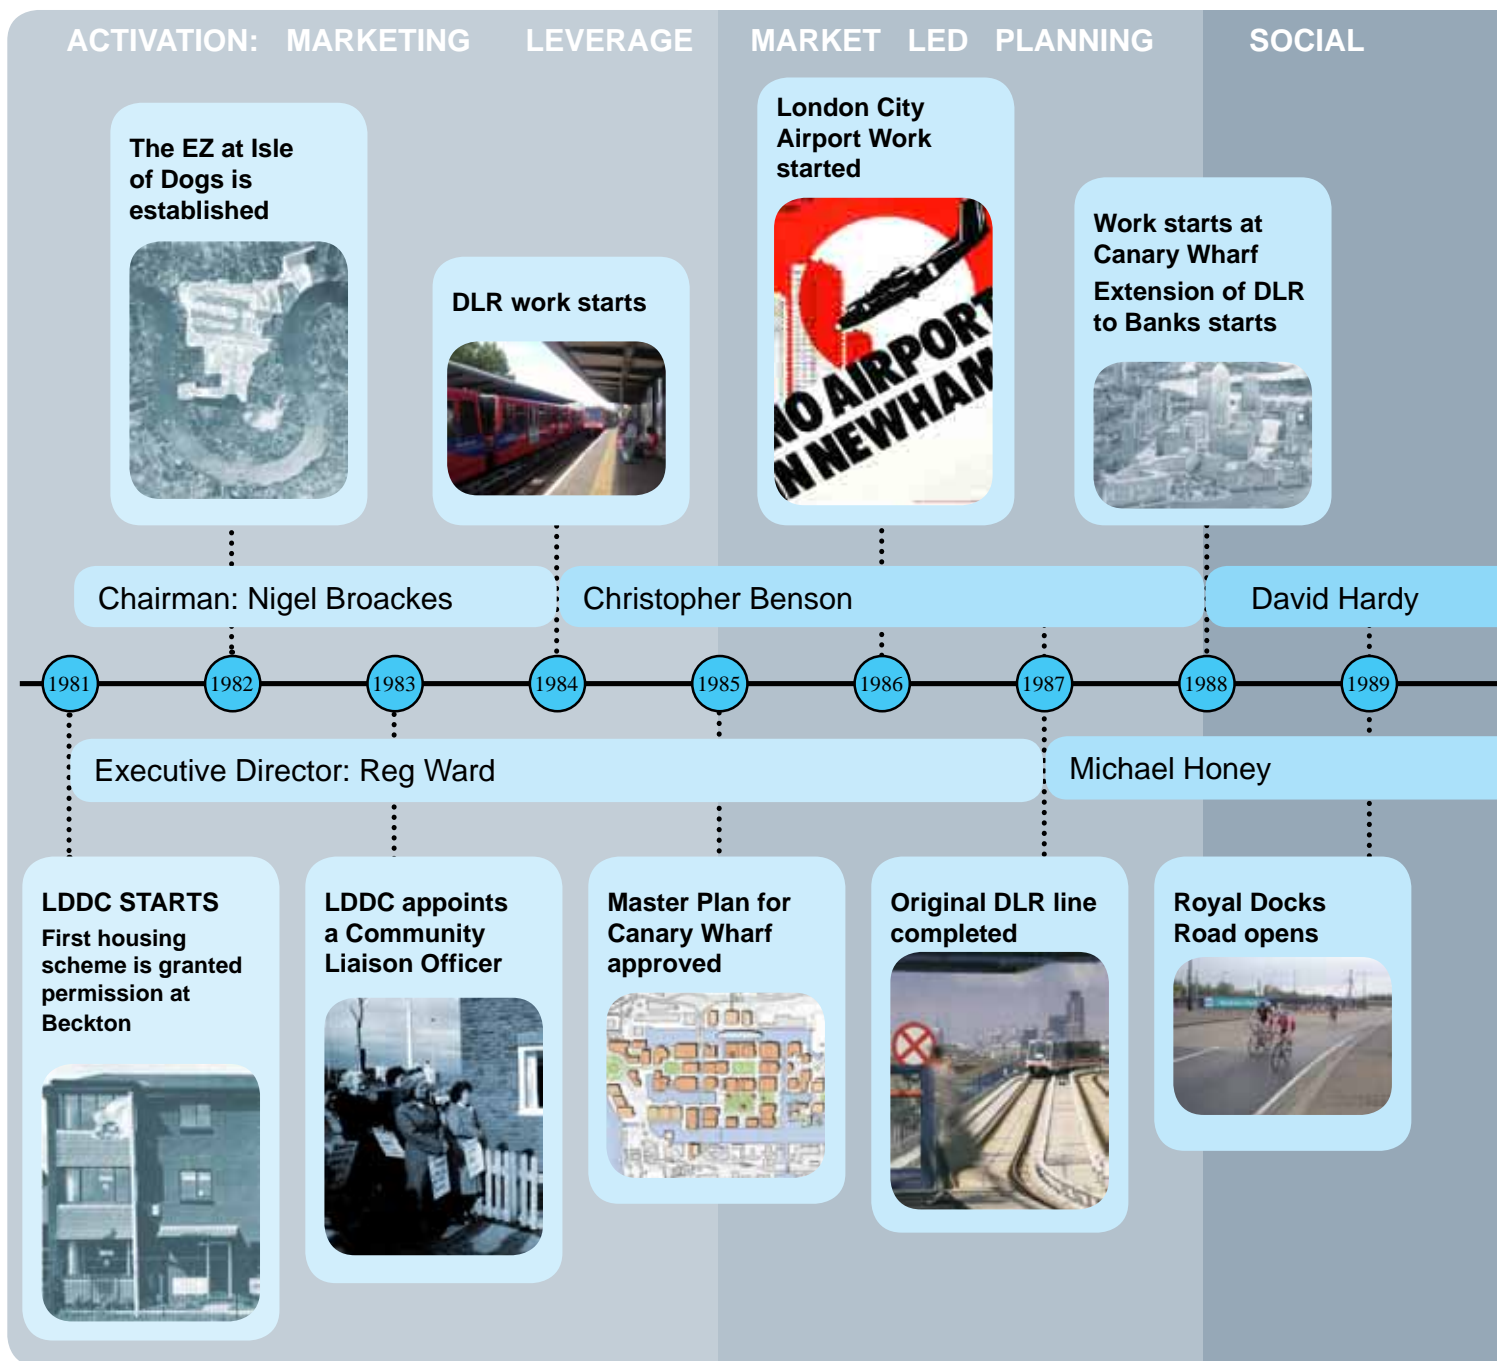 ACTIVATION: MARKETING LEVERAGE MARKET LED PLANNING SOCIAL
The EZ at Isle
of Dogs is
established
DLR work starts
London City
Airport Work
started
NO AIRPORT
IN NEWHAM
Work starts at
Canary Wharf
Extension of DLR
to Banks starts
Chairman: Nigel Broackes
Christopher Benson
David Hardy
1981 1982 1983 1984 1985 1986 1987 1988 1989
Executive Director: Reg Ward
Michael Honey
LDDC STARTS
First housing
scheme is granted
permission at
Beckton
LDDC appoints
a Community
Liaison Officer
Master Plan for
Canary Wharf
approved
Original DLR line
completed
Royal Docks
Road opens